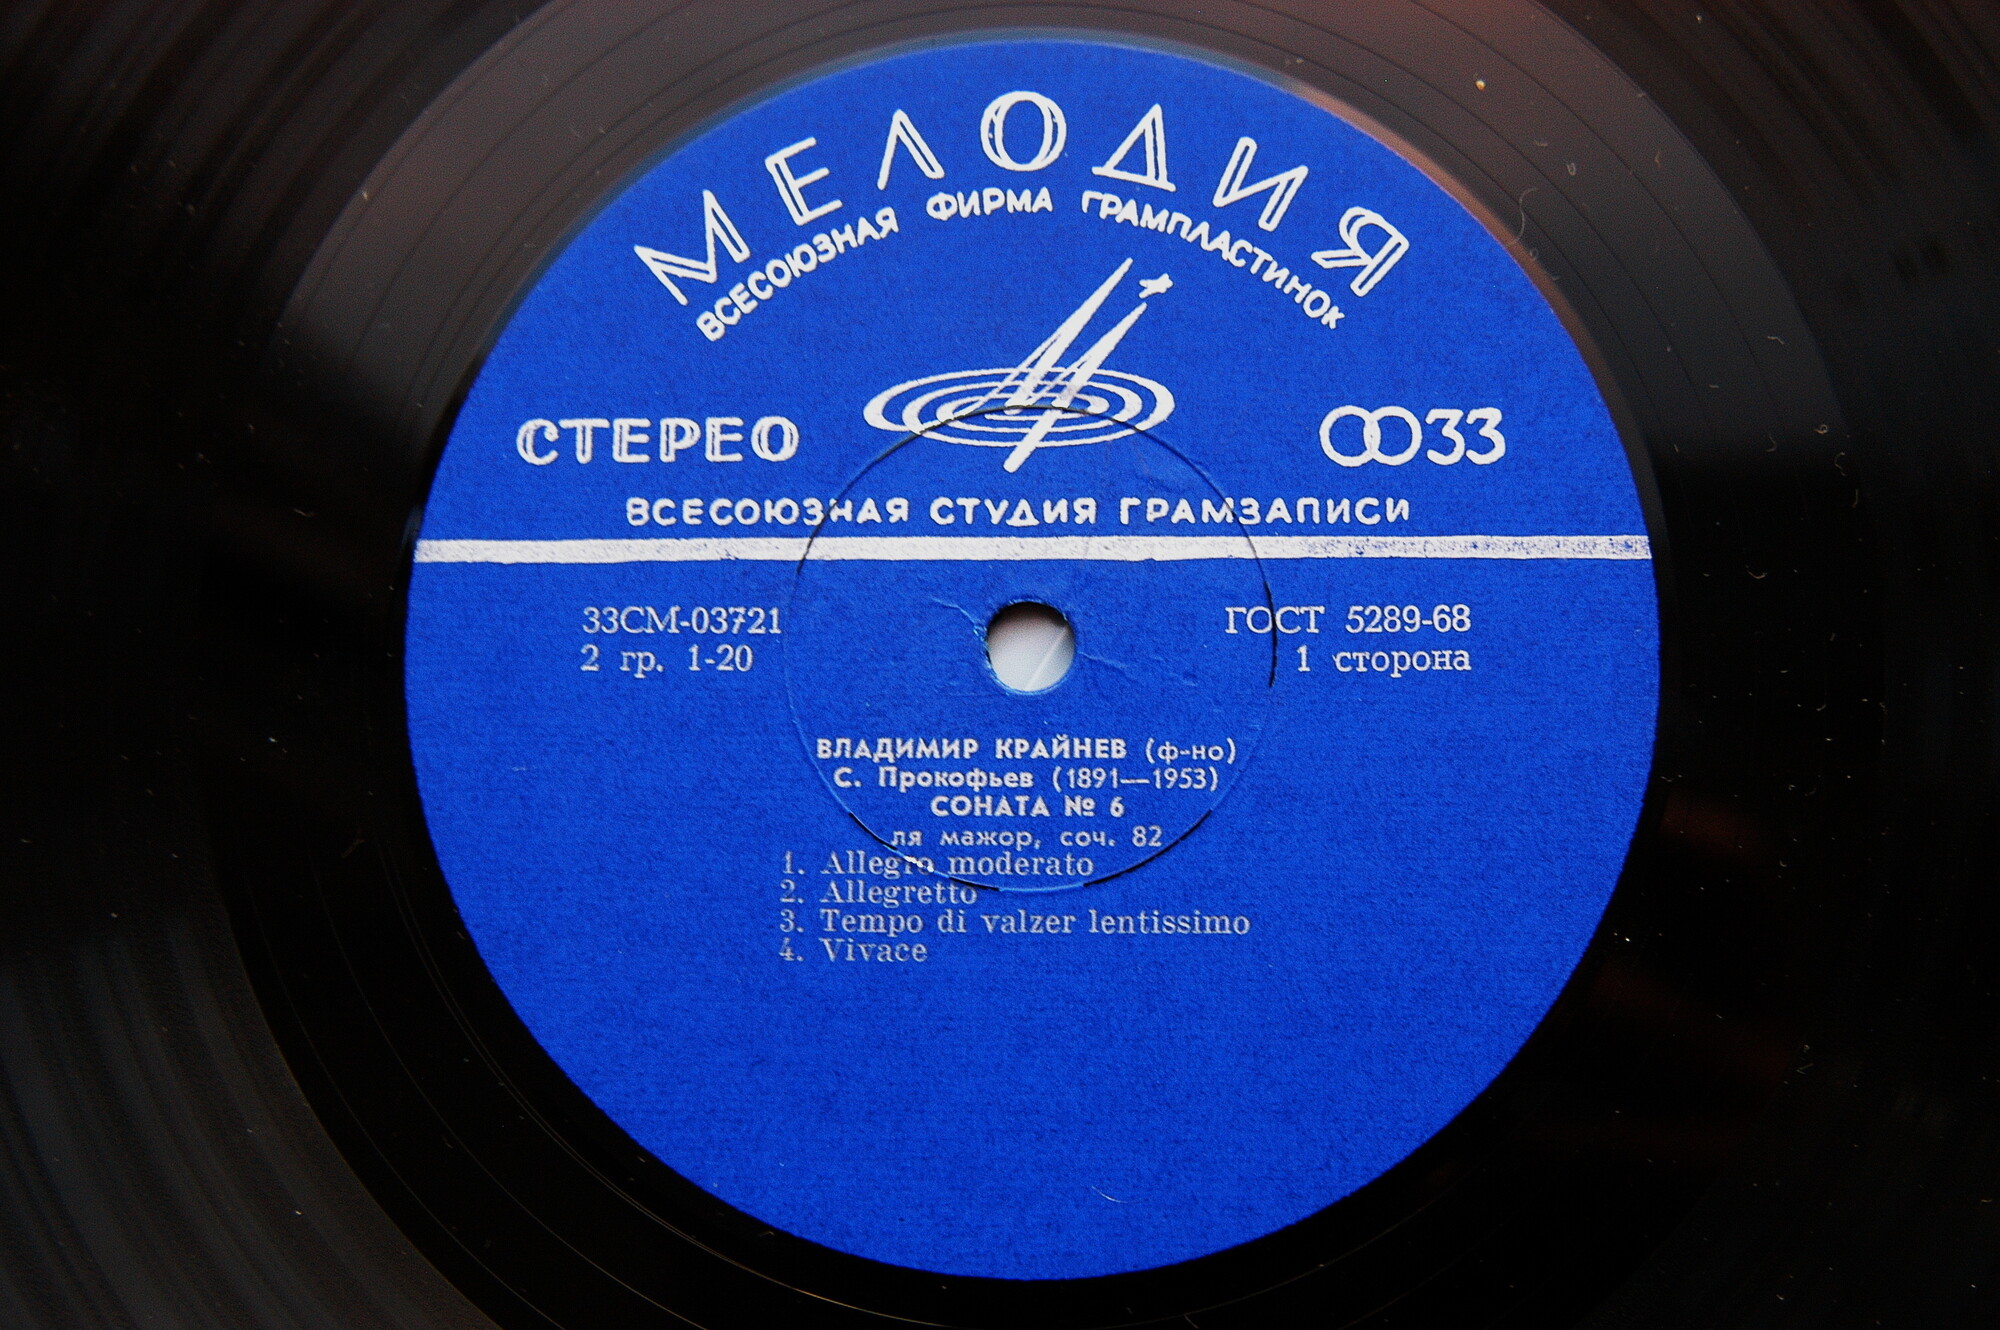 МЕЛОДИЯ
ВСЕСОЮЗНАЯ ФИРМА ГРАМПЛАСТИНОК
СТЕРЕО
33
ВСЕСОЮЗНАЯ СТУДИЯ ГРАМЗАПИСИ
33СМ-03721
ГОСТ 5289-68
2 гр. 1-20
1 сторона
ВЛАДИМИР КРАЙНЕВ (ф-но)
С. Прокофьев (1891—1953)
СОНАТА № 6
ля мажор, соч. 82
1. Allegro moderato
2. Allegretto
3. Tempo di valzer lentissimo
4. Vivace